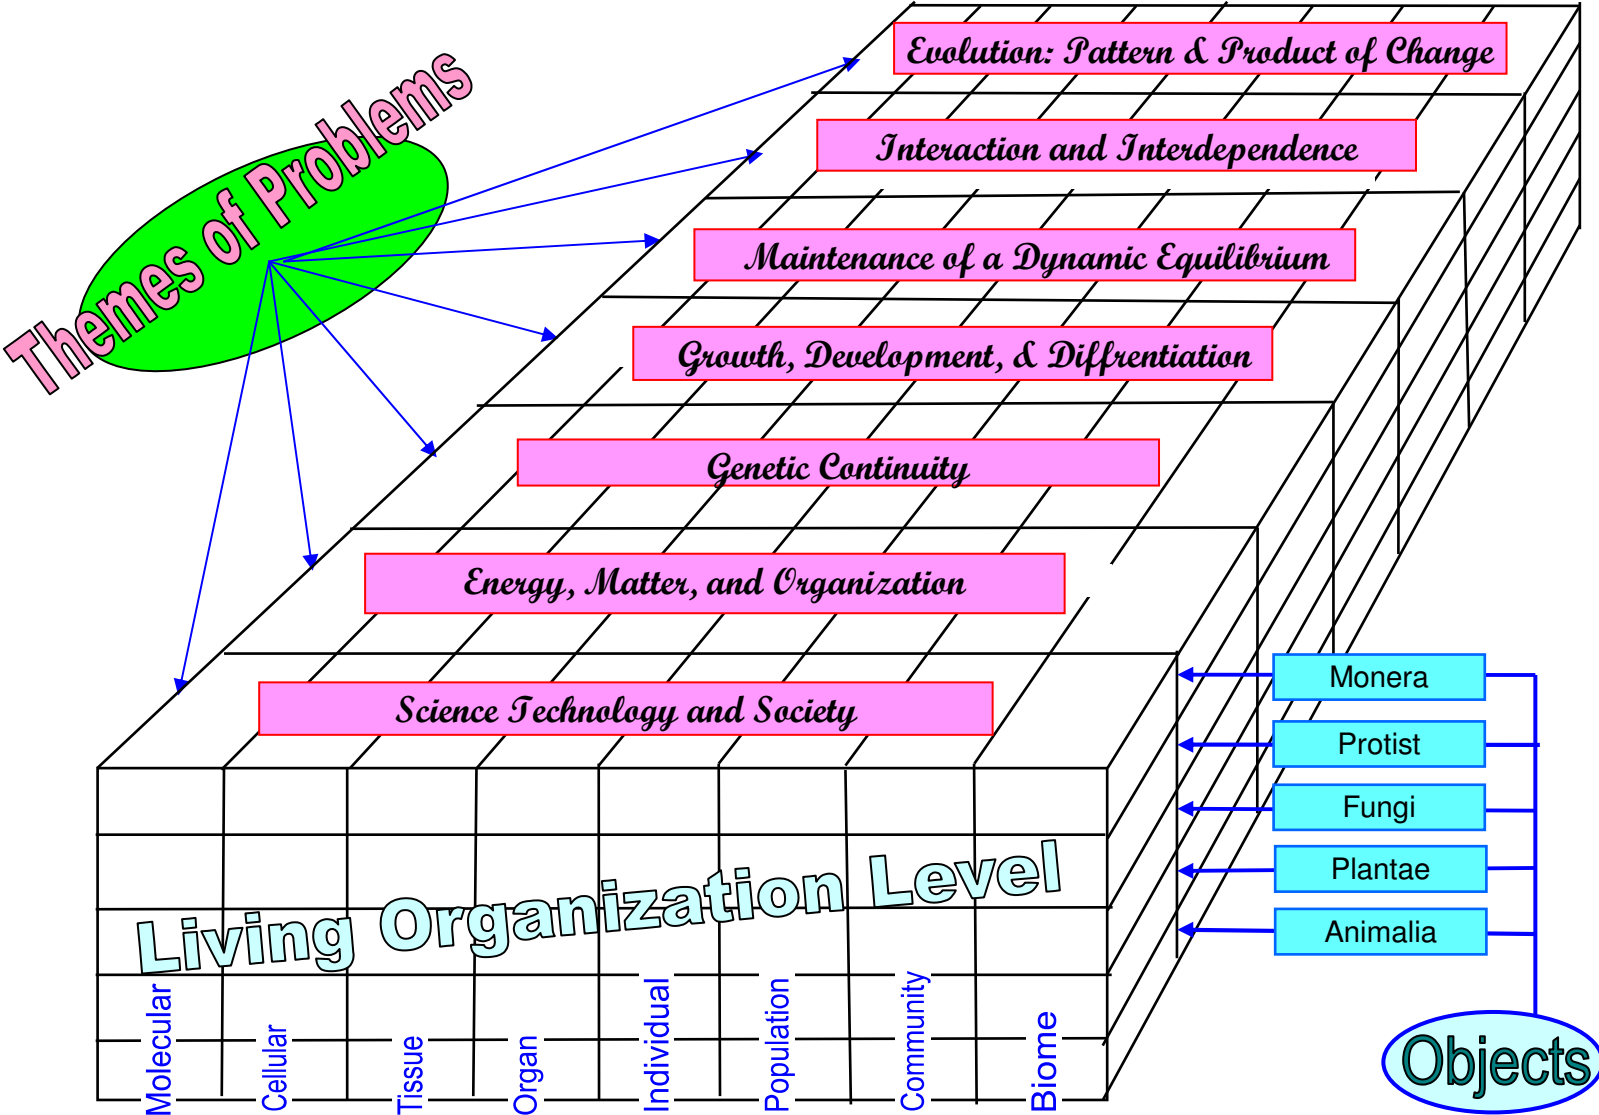 Themes of Problems
Evolution: Pattern & Product of Change
Interaction and Interdependence
Maintenance of a Dynamic Equilibrium
Growth, Development, & Diffrentiation
Genetic Continuity
Energy, Matter, and Organization
Science Technology and Society
Monera
Protist
Fungi
Plantae
Animalia
Objects
Living Organization Level
Molecular
Cellular
Tissue
Organ
Individual
Population
Community
Biome